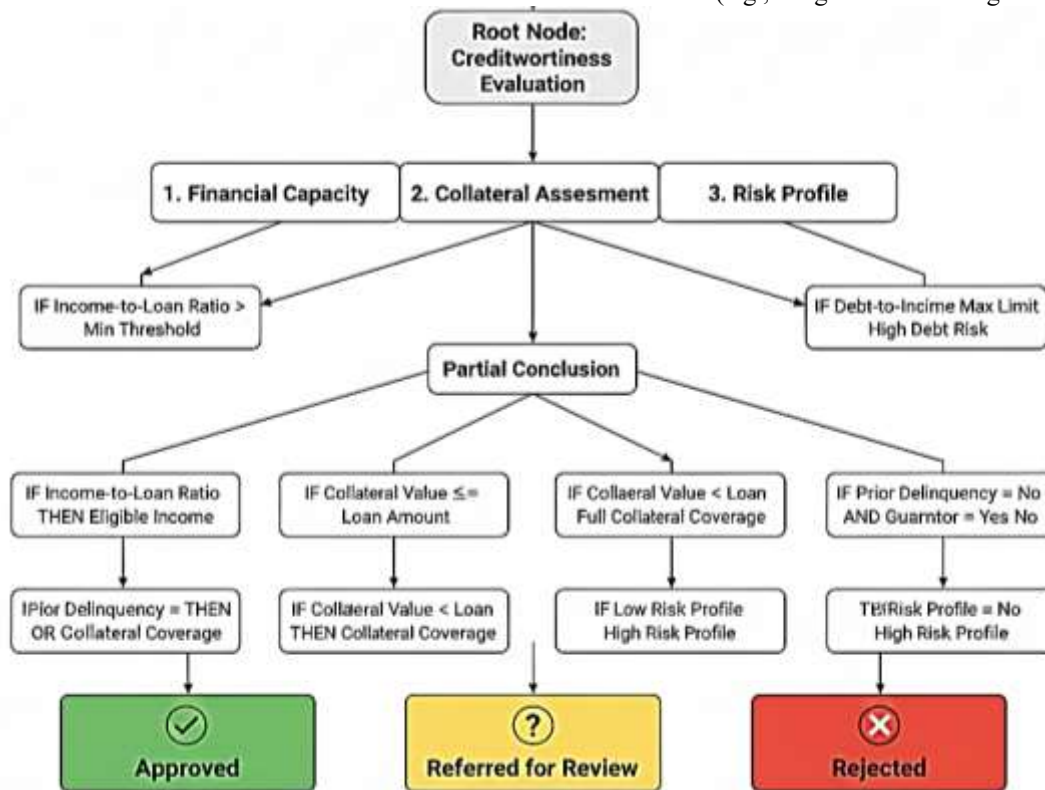 Root Node:
Creditwortiness
Evaluation
1. Financial Capacity
2. Collateral Assesment
3. Risk Profile
IF Income-to-Loan Ratio >
Min Threshold
IF Debt-to-Incime Max Limit
High Debt Risk
Partial Conclusion
IF Income-to-Loan Ratio
THEN Eligible Income
IF Collateral Value ≤=
Loan Amount
IF Collaeral Value < Loan
Full Collateral Coverage
IF Prior Delinquency = No
AND Guarntor = Yes No
Delinquency = THEN
OR Collateral Coverage
IF Collateral Value < Loan
THEN Collateral Coverage
IF Low Risk Profile
High Risk Profile
Profile = No
High Risk Profile
Approved
?
Referred for Review
Rejected